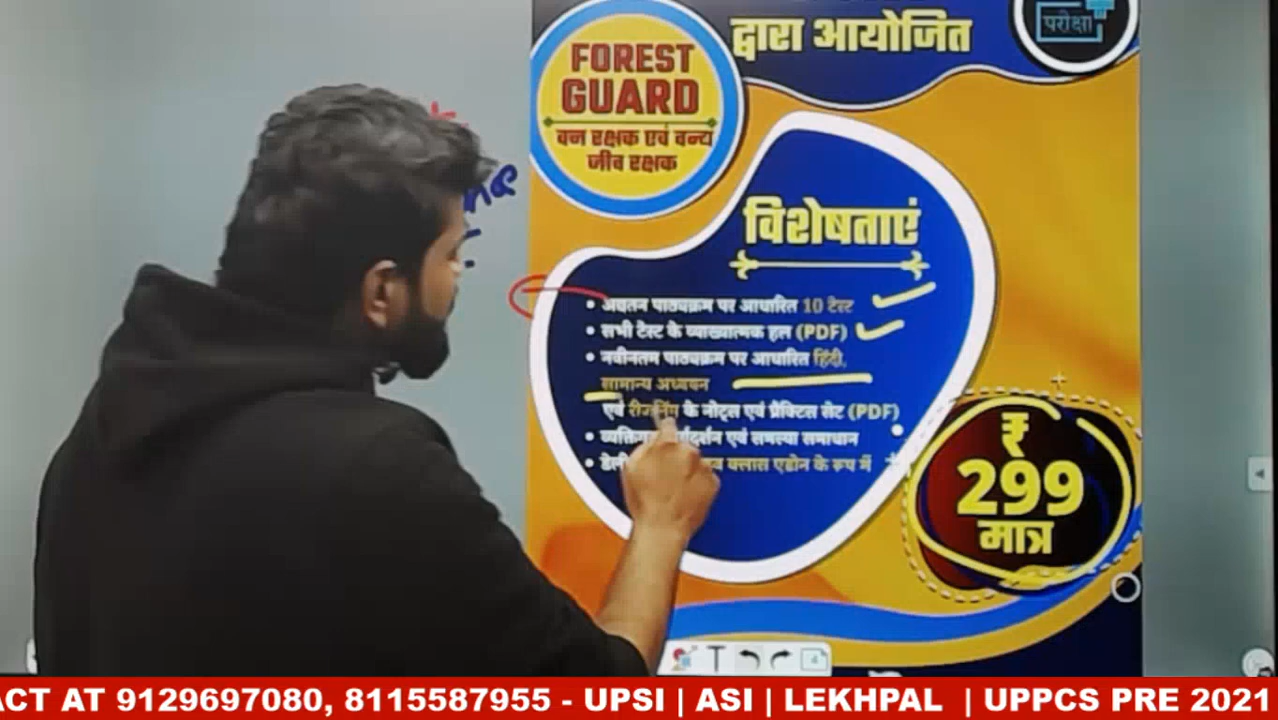 द्वारा आयोजित
परीक्षा
FOREST
GUARD
वन रक्षक एवं वन्य
जीव रक्षक
विशेषताएं
• अद्यतन पाठ्यक्रम पर आधारित 10 टेस्ट
• सभी टेस्ट के व्याख्यात्मक हल (PDF)
• नवीनतम पाठ्यक्रम पर आधारित हिंदी,
सामान्य अध्ययन
एवं रीजनिंग के नोट्स एवं प्रैक्टिस सेट (PDF)
• एवं समस्या समाधान
• क्लास एडोन के रूप में
₹
299
मात्र
ACT AT 9129697080, 8115587955 - UPSI | ASI | LEKHPAL | UPPCS PRE 2021